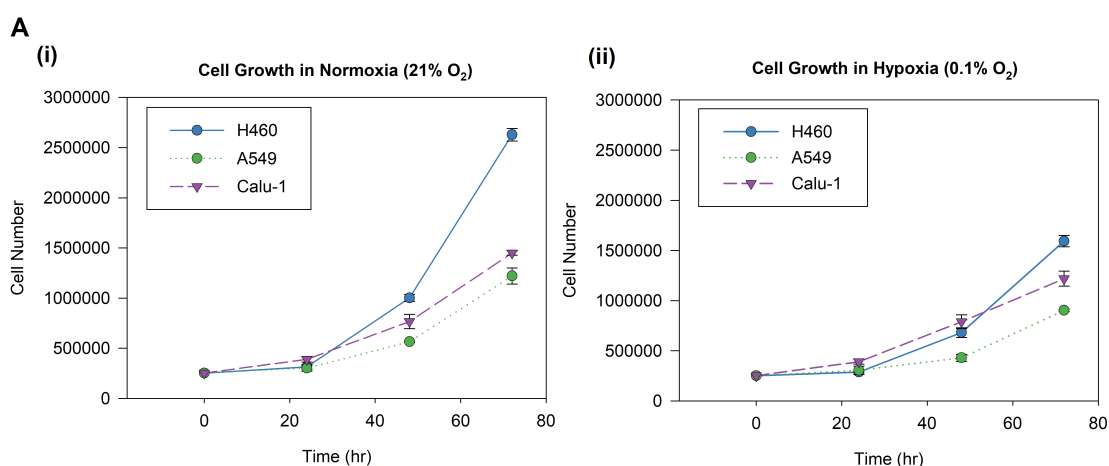 A
(i)
Cell Growth in Normoxia (21% O₂)
3000000
2500000
2000000
1500000
1000000
500000
0
0 20 40 60 80
Cell Number
Time (hr)
H460
A549
Calu-1
(ii)
Cell Growth in Hypoxia (0.1% O₂)
3000000
2500000
2000000
1500000
1000000
500000
0
0 20 40 60 80
Cell Number
Time (hr)
H460
A549
Calu-1